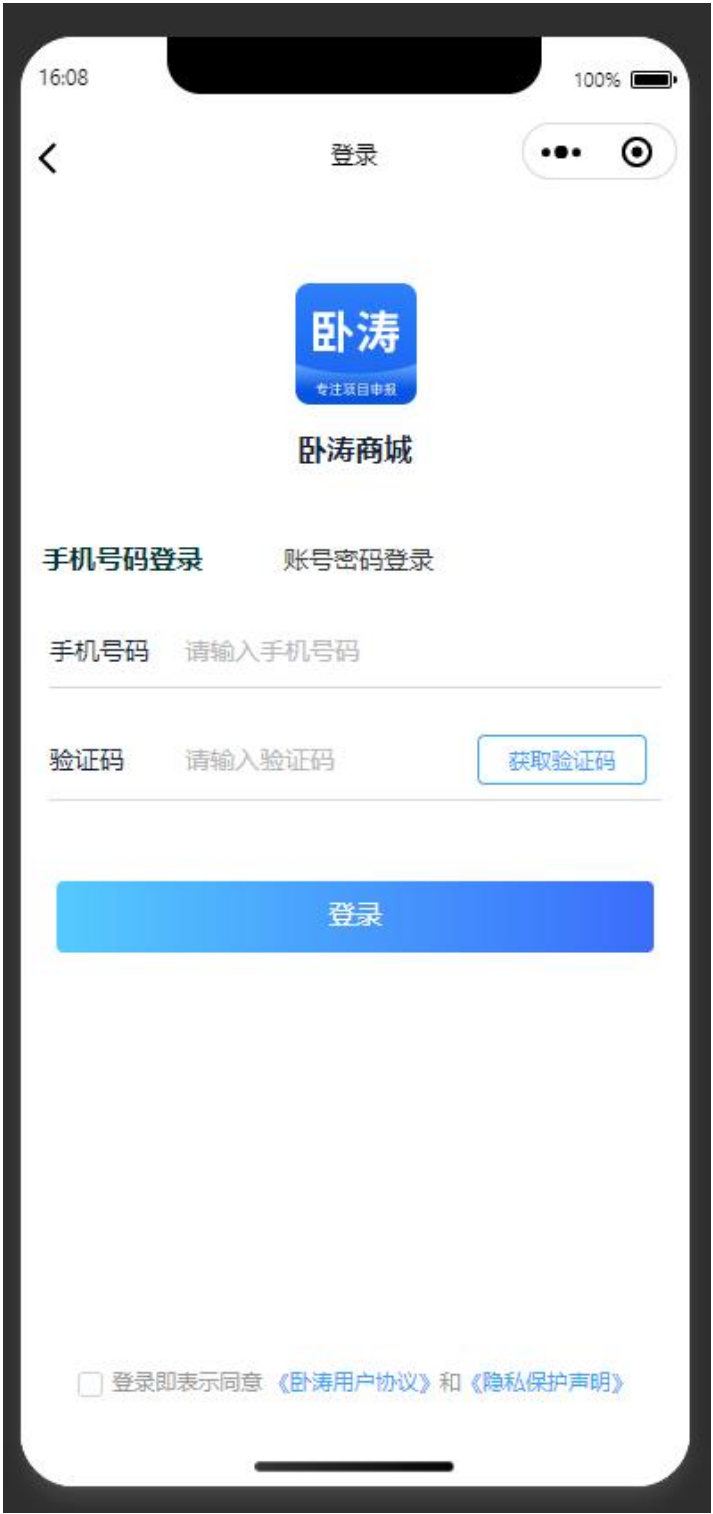 16:08 100%
登录
卧涛
专注项目申报
卧涛商城
手机号码登录 账号密码登录
手机号码 请输入手机号码
验证码 请输入验证码 获取验证码
登录
登录即表示同意《卧涛用户协议》和《隐私保护声明》